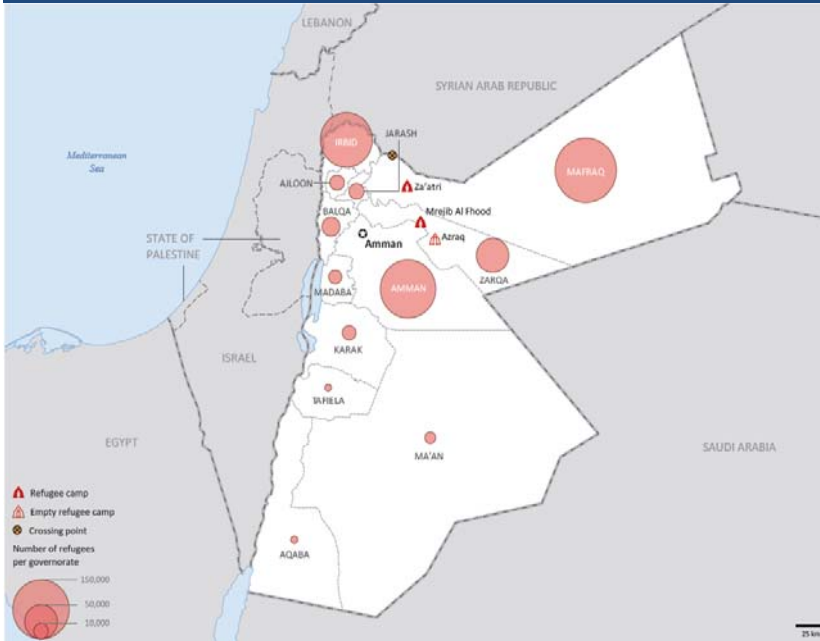 LEBANON
SYRIAN ARAB REPUBLIC
Mediterranean
Sea
IRBID
JARASH
MAFRAQ
AJLOON
Za'atri
BALQA
Mrejib Al Fhood
Amman
Azraq
STATE OF
PALESTINE
ZARQA
MADABA
AMMAN
KARAK
ISRAEL
TAFIELA
EGYPT
MA'AN
SAUDI ARABIA
AQABA
Refugee camp
Empty refugee camp
Crossing point
Number of refugees
per governorate
150,000
50,000
10,000
25 km